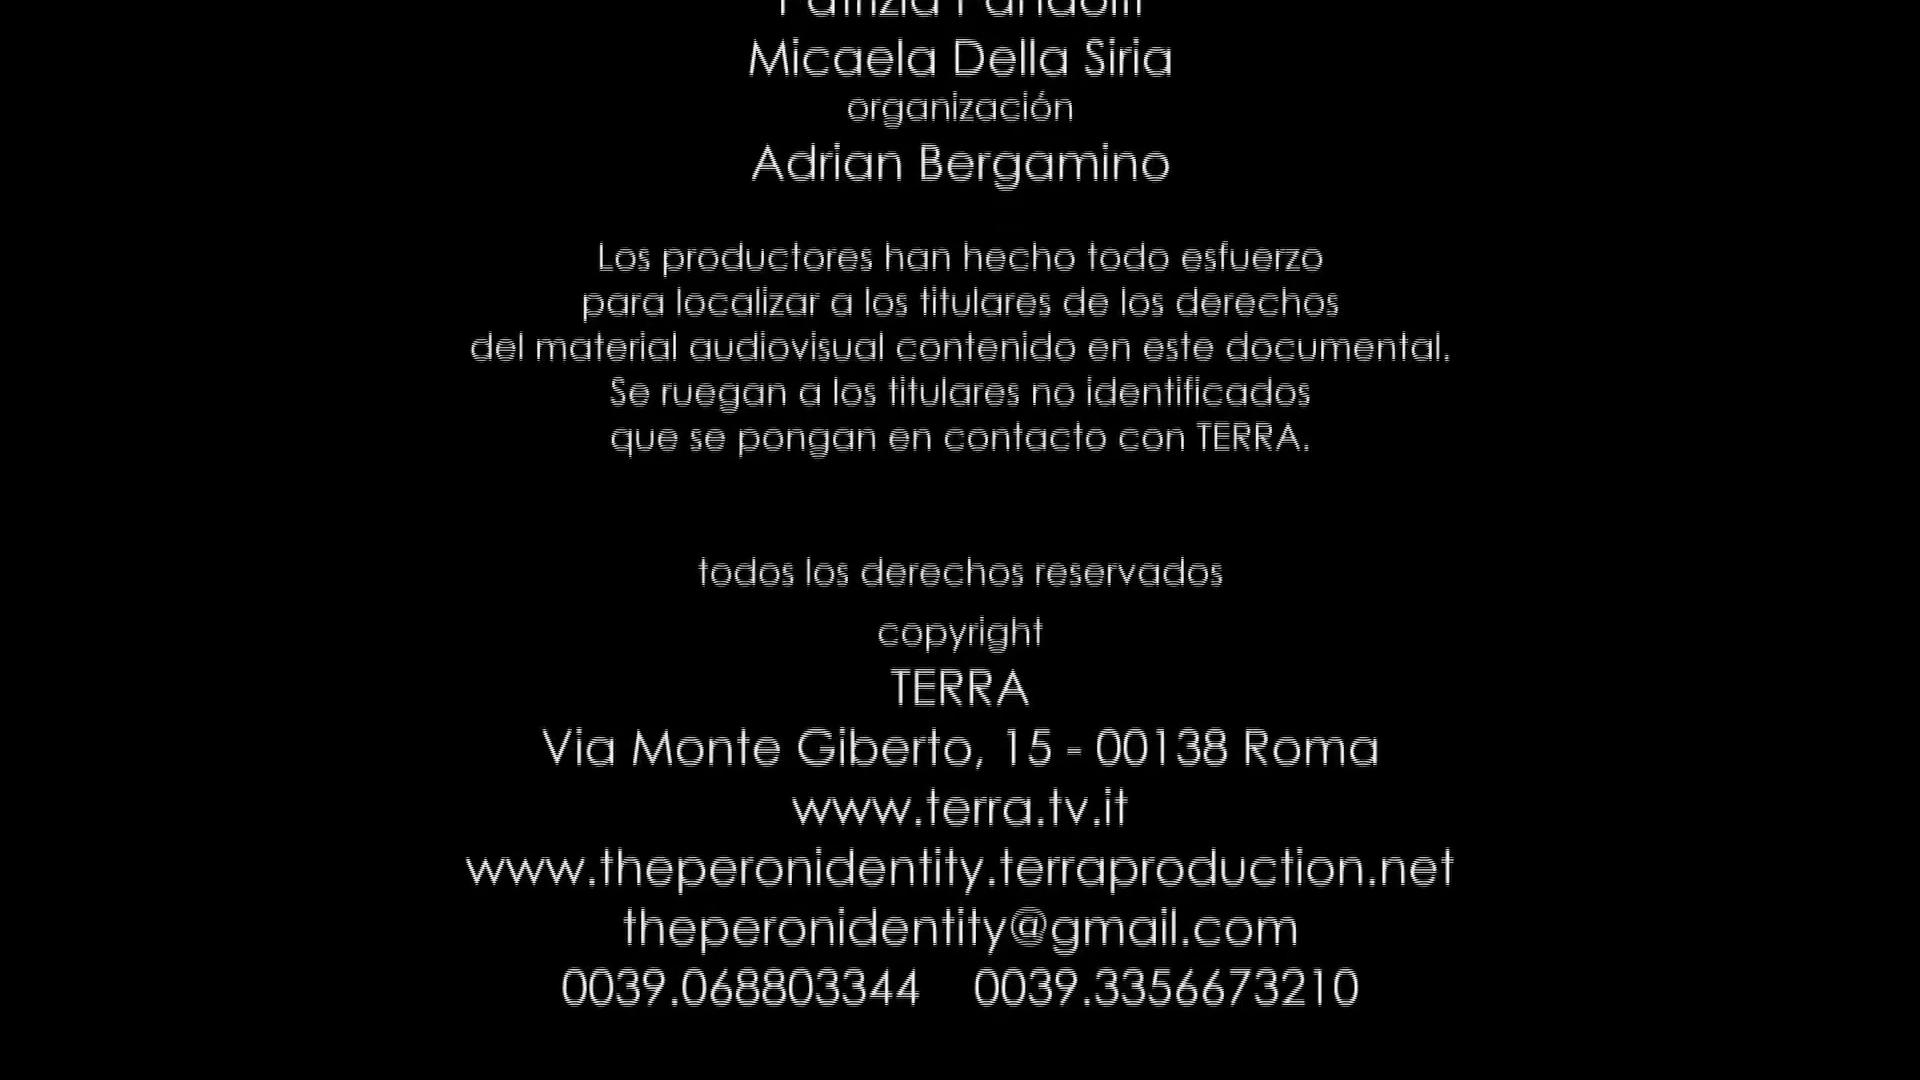 Micaela Della Siria
organización
Adrian Bergamino
Los productores han hecho todo esfuerzo
para localizar a los titulares de los derechos
del material audiovisual contenido en este documental.
Se ruegan a los titulares no identificados
que se pongan en contacto con TERRA.
todos los derechos reservados
copyright
TERRA
Via Monte Giberto, 15 - 00138 Roma
www.terra.tv.it
www.theperonidentity.terraproduction.net
theperonidentity@gmail.com
0039.068803344 0039.3356673210